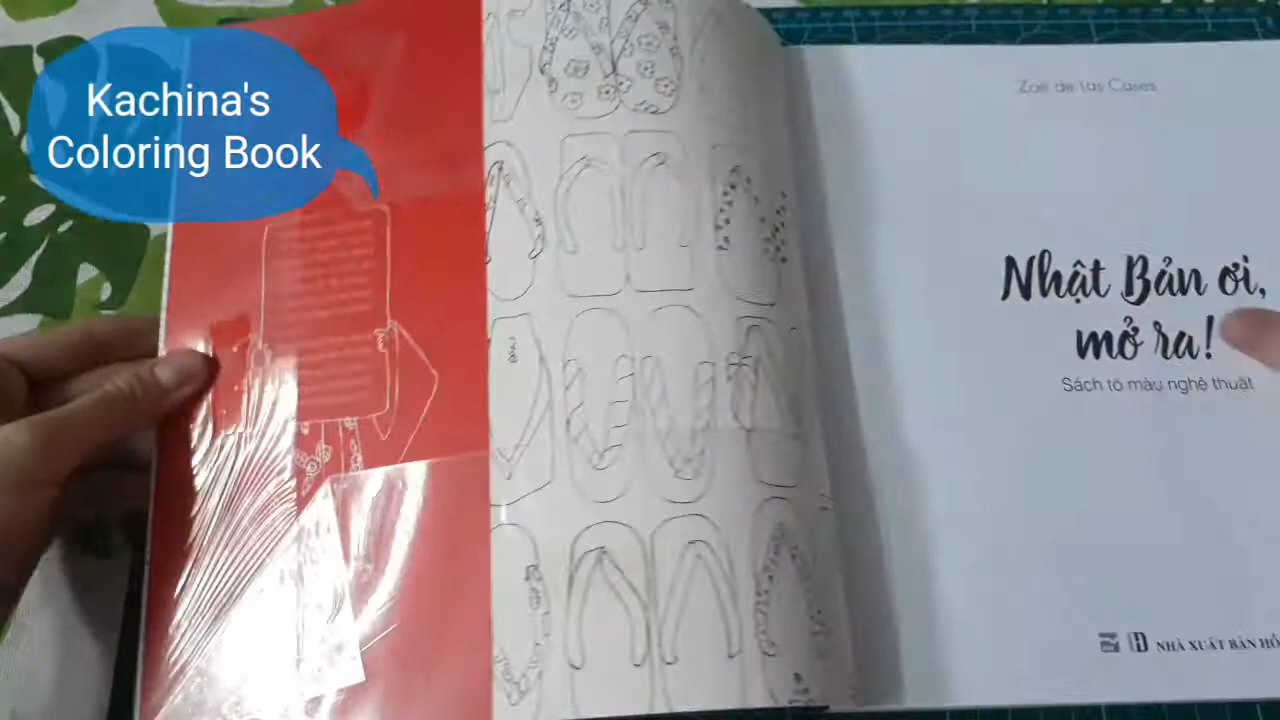 Kachina's
Coloring Book
Zoé de Las Cases
Nhật Bản ơi,
mở ra!
Sách tô màu nghệ thuật
NHÀ XUẤT BẢN HỒ